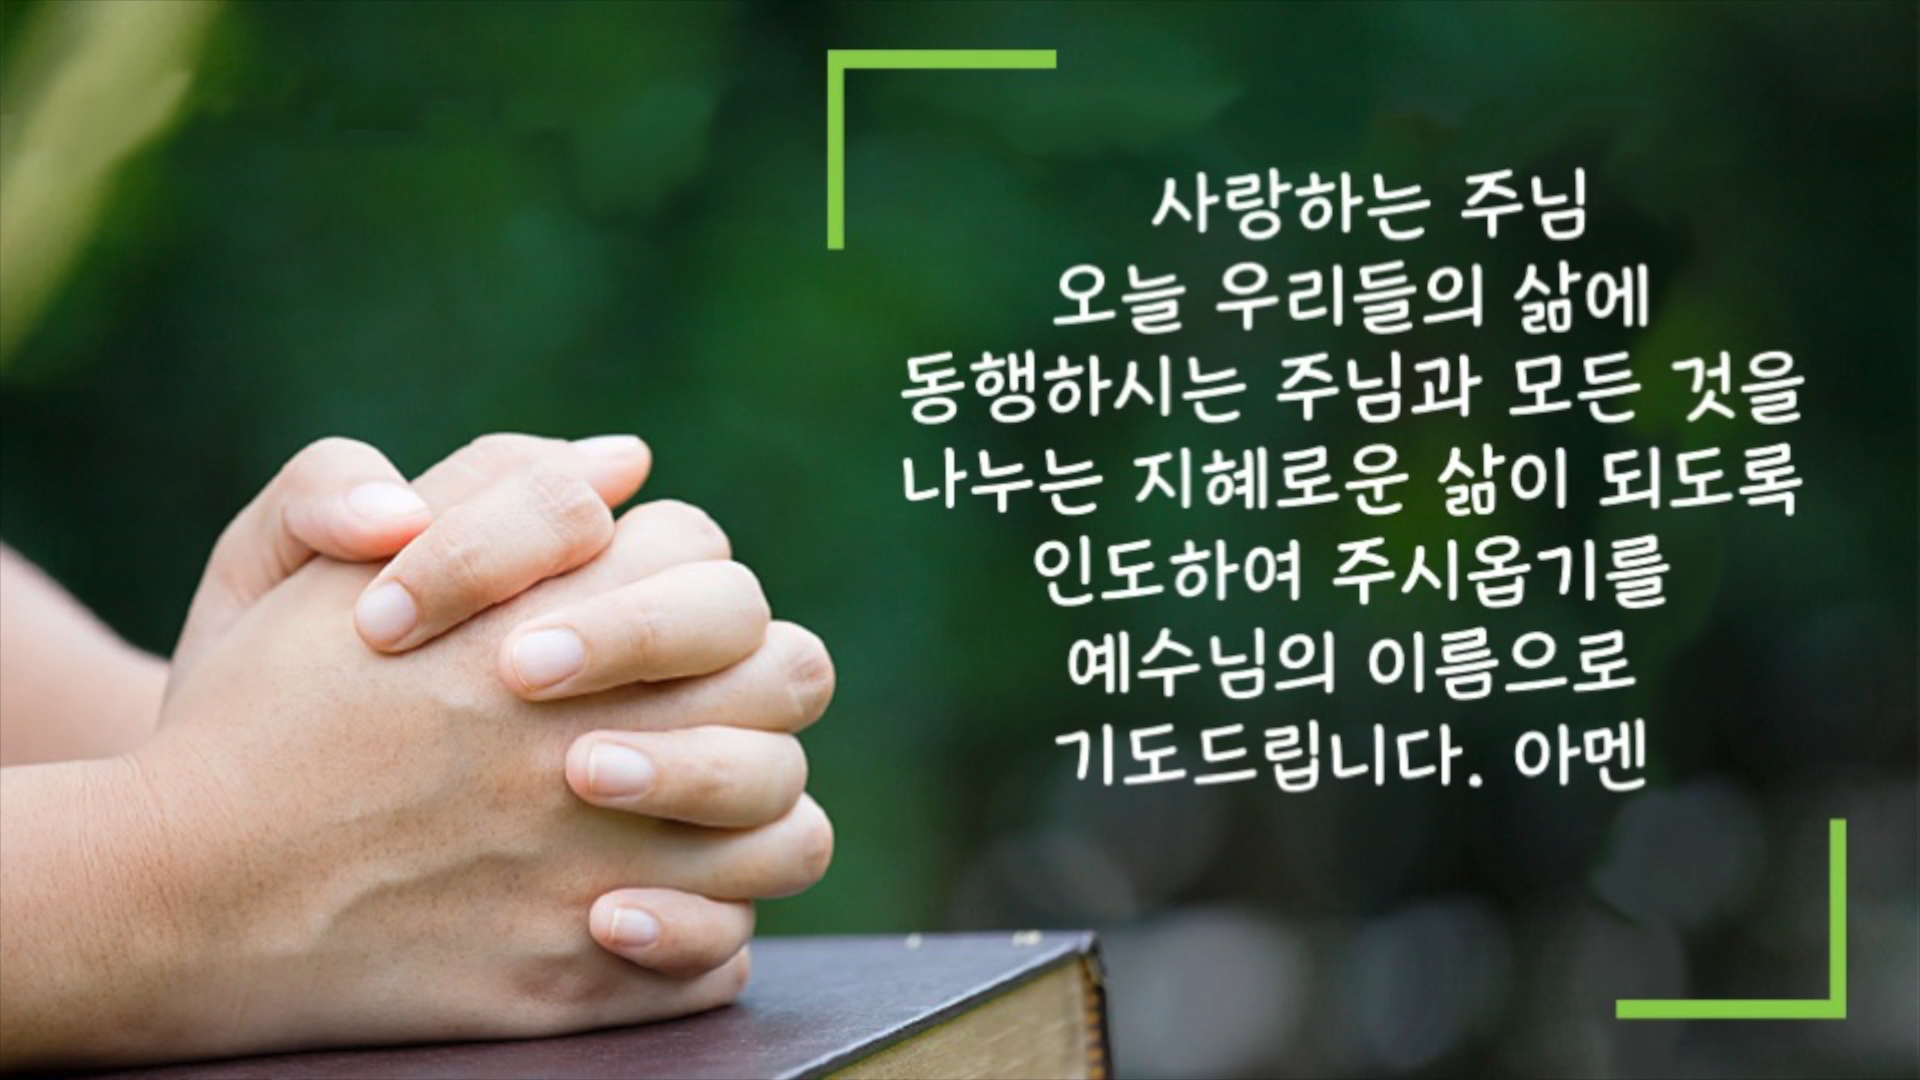 사랑하는 주님
오늘 우리들의 삶에
동행하시는 주님과 모든 것을
나누는 지혜로운 삶이 되도록
인도하여 주시옵기를
예수님의 이름으로
기도드립니다. 아멘